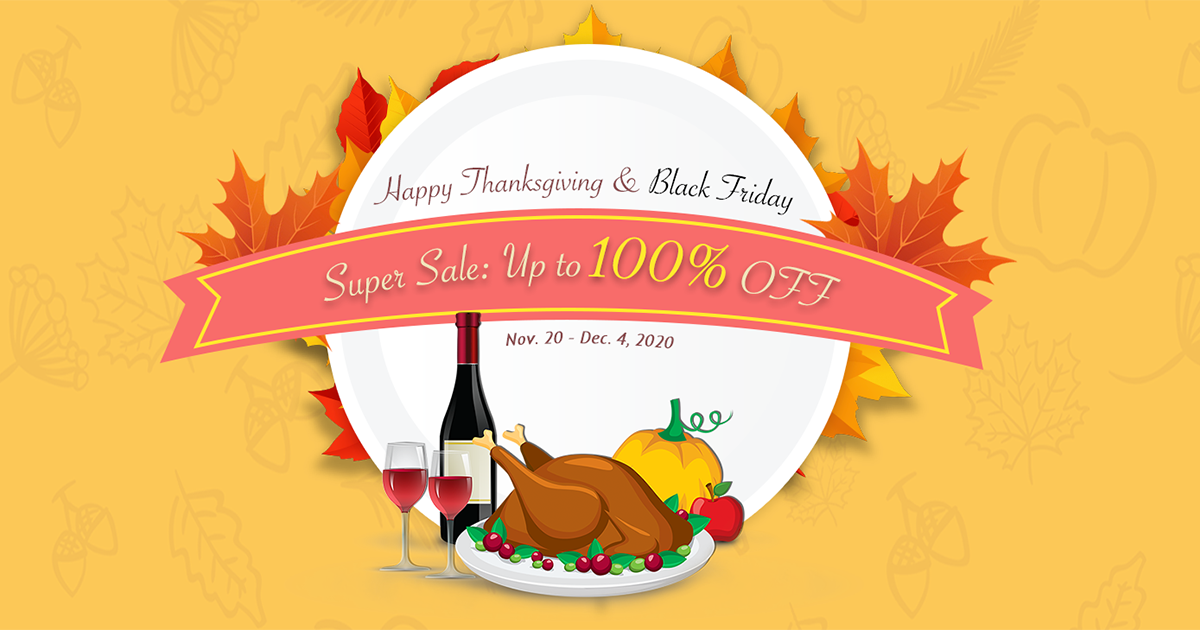 Happy Thanksgiving & Black Friday
Super Sale: Up to 100% OFF
Nov. 20 - Dec. 4, 2020